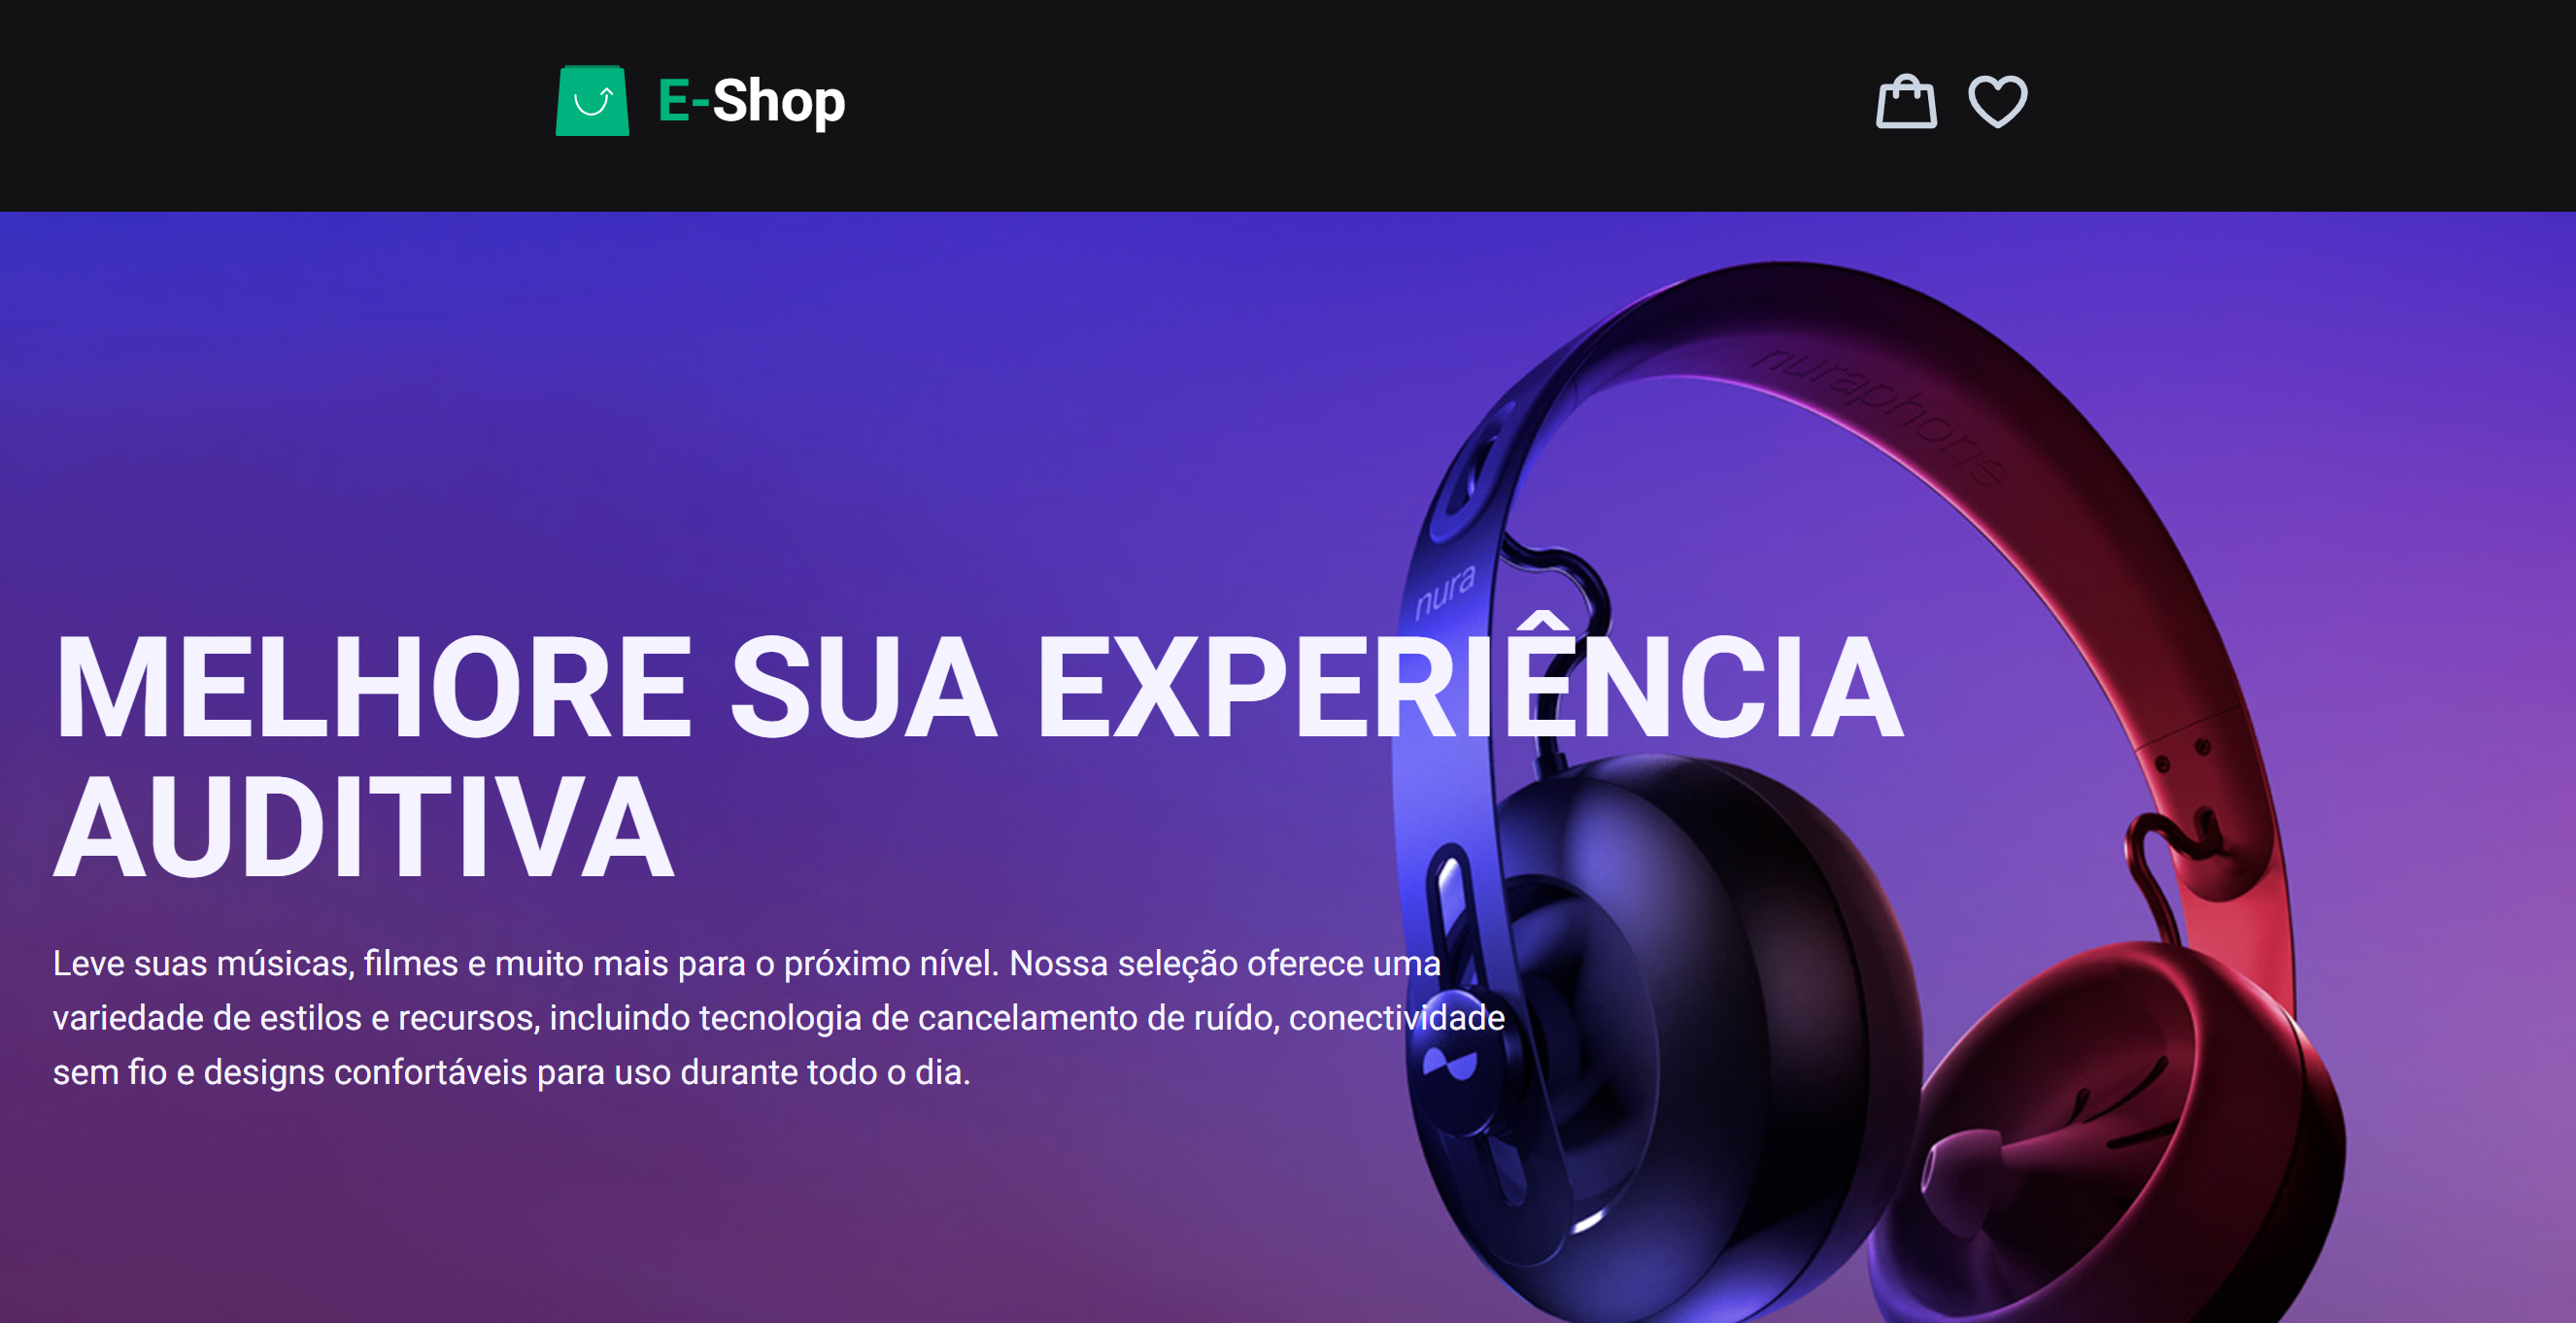 E-Shop
nuraphone
nura
MELHORE SUA EXPERIÊNCIA
AUDITIVA
Leve suas músicas, filmes e muito mais para o próximo nível. Nossa seleção oferece uma
variedade de estilos e recursos, incluindo tecnologia de cancelamento de ruído, conectividade
sem fio e designs confortáveis para uso durante todo o dia.